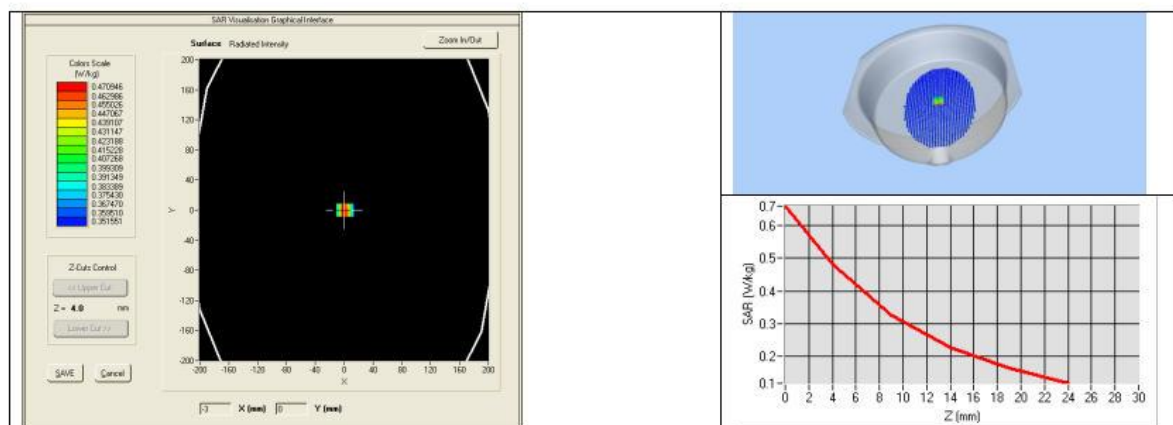 SAR Visualisation Graphical Interface
Surface Radiated Intensity
Zoom In/Out
Colors Scale
(W/kg)
0.470946
0.462986
0.455026
0.447067
0.439107
0.431147
0.423188
0.415228
0.407268
0.399309
0.391349
0.383389
0.375430
0.367470
0.359510
0.351551
200
160
120
80
40
0
-40
-80
-120
-160
-200
Y
-200 -160 -120 -80 -40 0 40 80 120 160 200
X
Z-Cuts Control
<< Upper Cut
Z = 4.0 mm
Lower Cut >>
SAVE Cancel
-3 X (mm) 0 Y (mm)
0.7
0.6
0.5
0.4
0.3
0.2
0.1
SAR (W/kg)
0 2 4 6 8 10 12 14 16 18 20 22 24 26 28 30
Z (mm)